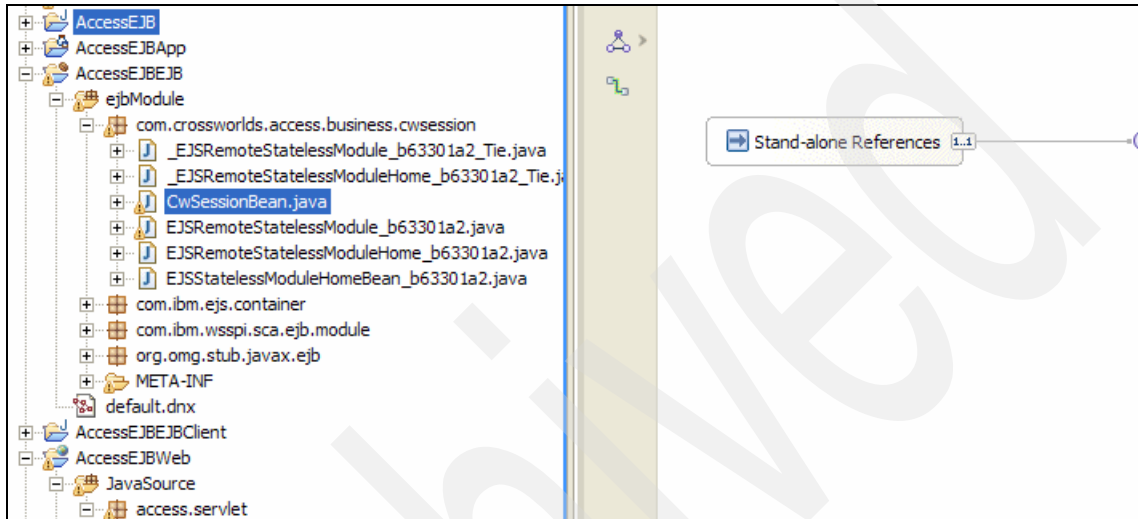 AccessEJB
AccessEJBApp
AccessEJBEJB
ejbModule
com.crossworlds.access.business.cwsession
_EJSRemoteStatelessModule_b63301a2_Tie.java
_EJSRemoteStatelessModuleHome_b63301a2_Tie.ja
CwSessionBean.java
EJSRemoteStatelessModule_b63301a2.java
EJSRemoteStatelessModuleHome_b63301a2.java
EJSStatelessModuleHomeBean_b63301a2.java
com.ibm.ejs.container
com.ibm.wsspi.sca.ejb.module
org.omg.stub.javax.ejb
META-INF
default.dnx
AccessEJBEJBClient
AccessEJBWeb
JavaSource
access.servlet
Stand-alone References 1..1